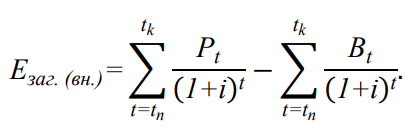 $E_{заг. (вн.)} = \sum_{t=t_n}^{t_k} \frac{P_t}{(1+i)^t} - \sum_{t=t_n}^{t_k} \frac{B_t}{(1+i)^t}.$